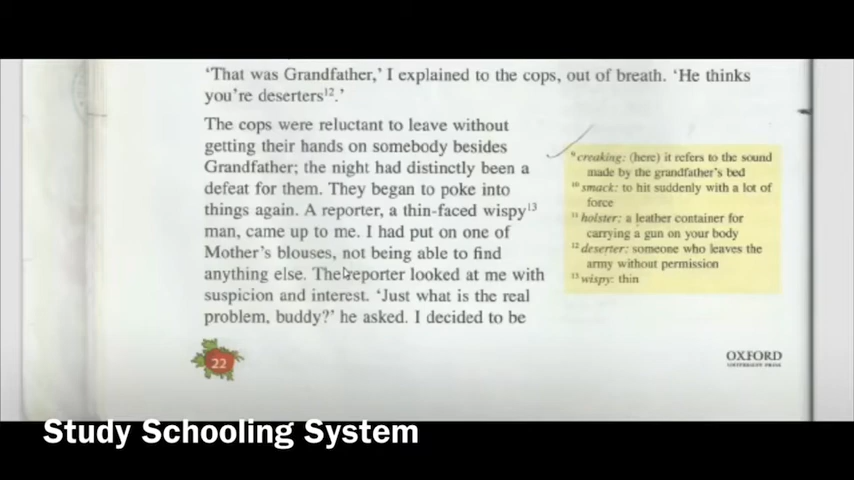 ‘That was Grandfather,’ I explained to the cops, out of breath. ‘He thinks
you’re deserters¹².’
The cops were reluctant to leave without
getting their hands on somebody besides
Grandfather; the night had distinctly been a
defeat for them. They began to poke into
things again. A reporter, a thin-faced wispy¹³
man, came up to me. I had put on one of
Mother’s blouses, not being able to find
anything else. The reporter looked at me with
suspicion and interest. ‘Just what is the real
problem, buddy?’ he asked. I decided to be
⁹ creaking: (here) it refers to the sound
made by the grandfather’s bed
¹⁰ smack: to hit suddenly with a lot of
force
¹¹ holster: a leather container for
carrying a gun on your body
¹² deserter: someone who leaves the
army without permission
¹³ wispy: thin
22
OXFORD
UNIVERSITY PRESS
Study Schooling System